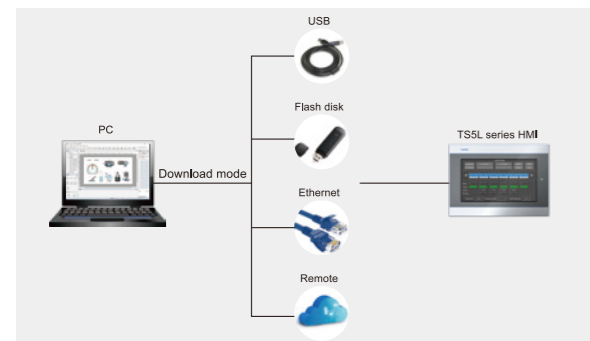 USB
Flash disk
PC
TS5L series HMI
Download mode
Ethernet
Remote